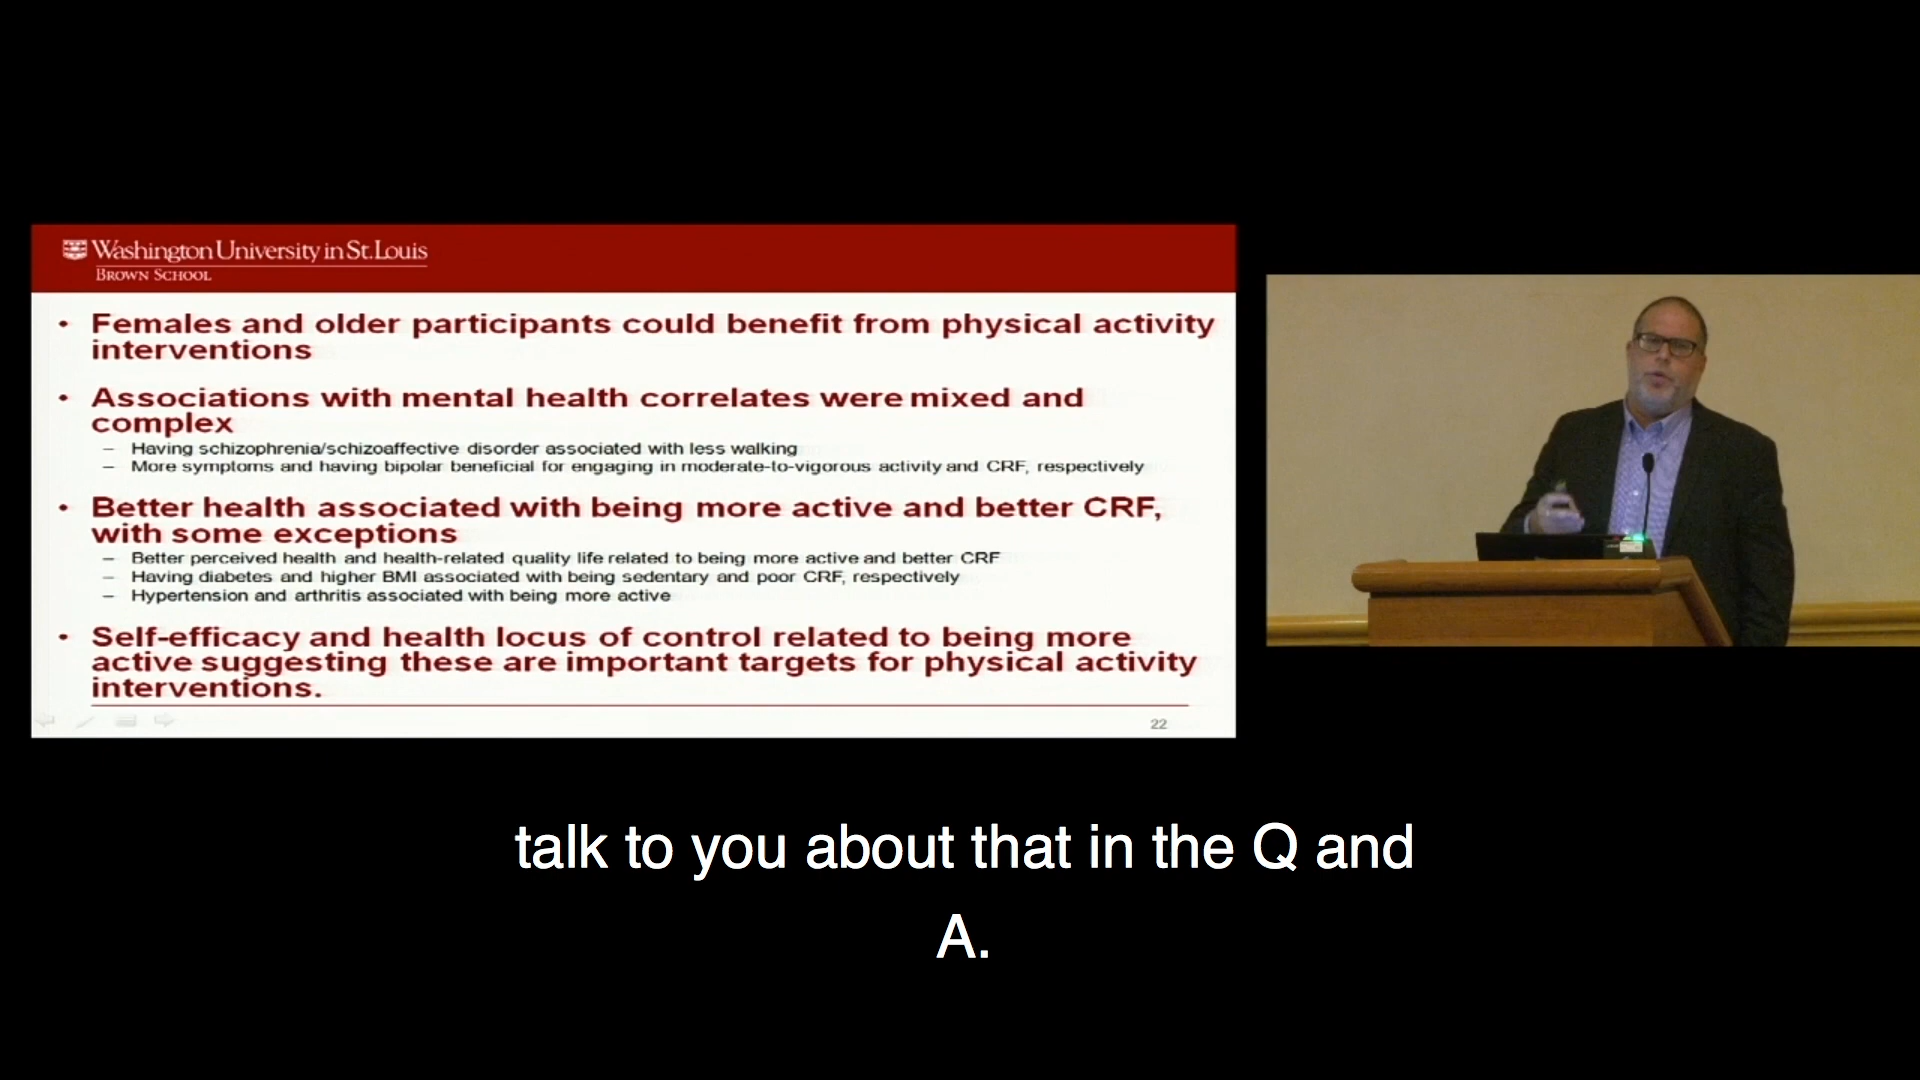 Washington University in St. Louis
BROWN SCHOOL
• Females and older participants could benefit from physical activity
interventions
• Associations with mental health correlates were mixed and
complex
– Having schizophrenia/schizoaffective disorder associated with less walking
– More symptoms and having bipolar beneficial for engaging in moderate-to-vigorous activity and CRF, respectively
• Better health associated with being more active and better CRF,
with some exceptions
– Better perceived health and health-related quality life related to being more active and better CRF
– Having diabetes and higher BMI associated with being sedentary and poor CRF, respectively
– Hypertension and arthritis associated with being more active
• Self-efficacy and health locus of control related to being more
active suggesting these are important targets for physical activity
interventions.
22
talk to you about that in the Q and
A.